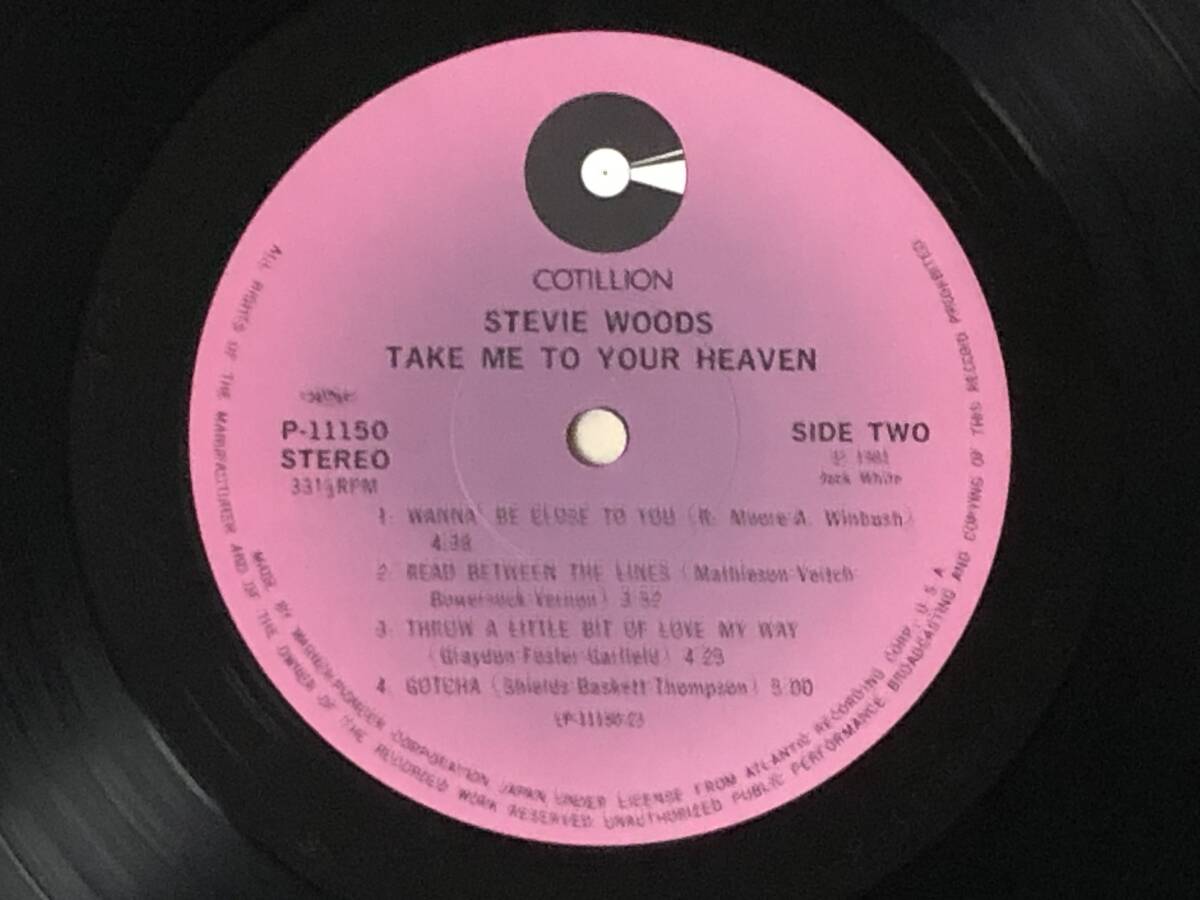 COTILLION
STEVIE WOODS
TAKE ME TO YOUR HEAVEN
P-11150
STEREO
33⅓RPM
SIDE TWO
Ⓟ 1981
Jack White
1. WANNA' BE CLOSE TO YOU (R. Moore·A. Winbush)
4:38
2. READ BETWEEN THE LINES (Mathieson·Veitch·
Vernon) 3:52
3. THROW A LITTLE BIT OF LOVE MY WAY
(Graydon·Foster·Garfield) 4:29
4. GOTCHA (Shields·Baskett·Thompson) 3:00
ALL RIGHTS OF THE MANUFACTURER AND OF THE OWNER OF THE RECORDED WORK RESERVED UNAUTHORIZED PUBLIC PERFORMANCE BROADCASTING AND COPYING OF THIS RECORD PROHIBITED
MADE BY WARNER-PIONEER CORPORATION JAPAN UNDER LICENSE FROM ATLANTIC RECORDING CORP., U.S.A.